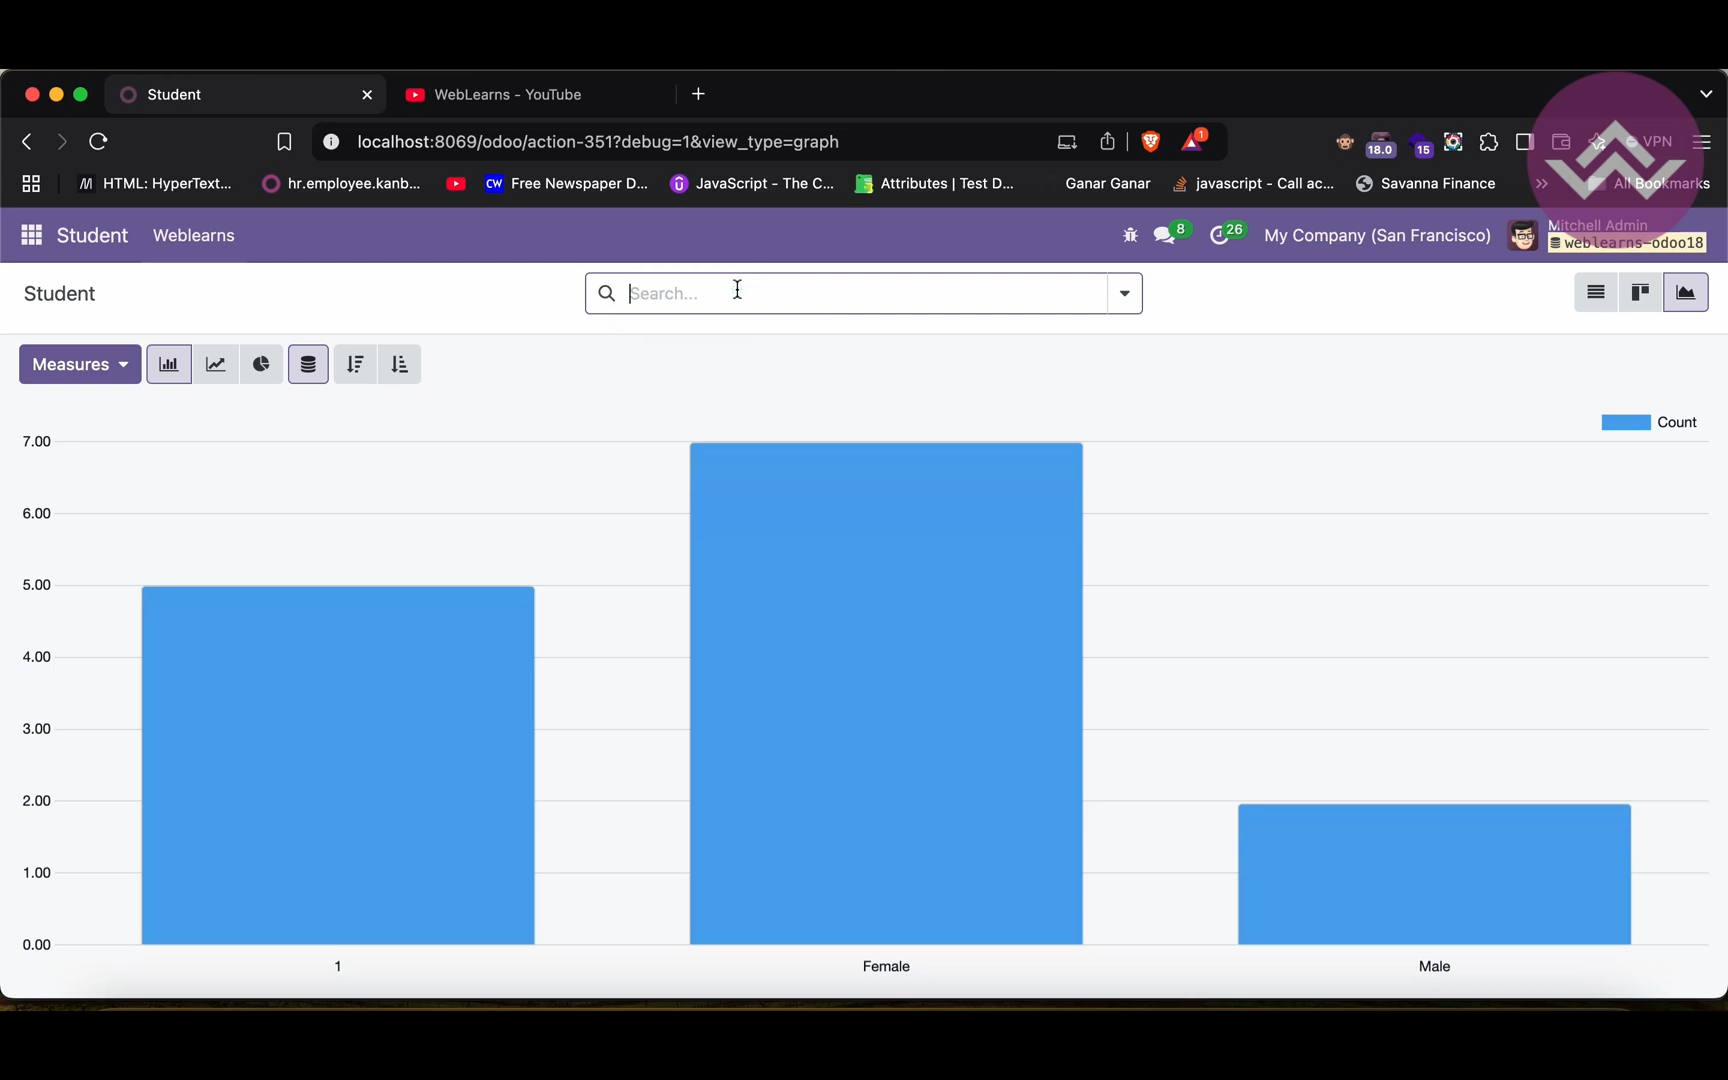 Student
WebLearns - YouTube
localhost:8069/odoo/action-351?debug=1&view_type=graph
1
18.0
15
VPN
HTML: HyperText...
hr.employee.kanb...
CW
Free Newspaper D...
JavaScript - The C...
Attributes | Test D...
Ganar Ganar
javascript - Call ac...
Savanna Finance
All Bookmarks
Student
Weblearns
8
26
My Company (San Francisco)
Mitchell Admin
weblearns-odoo18
Student
Search...
Measures
Count
7.00
6.00
5.00
4.00
3.00
2.00
1.00
0.00
1
Female
Male